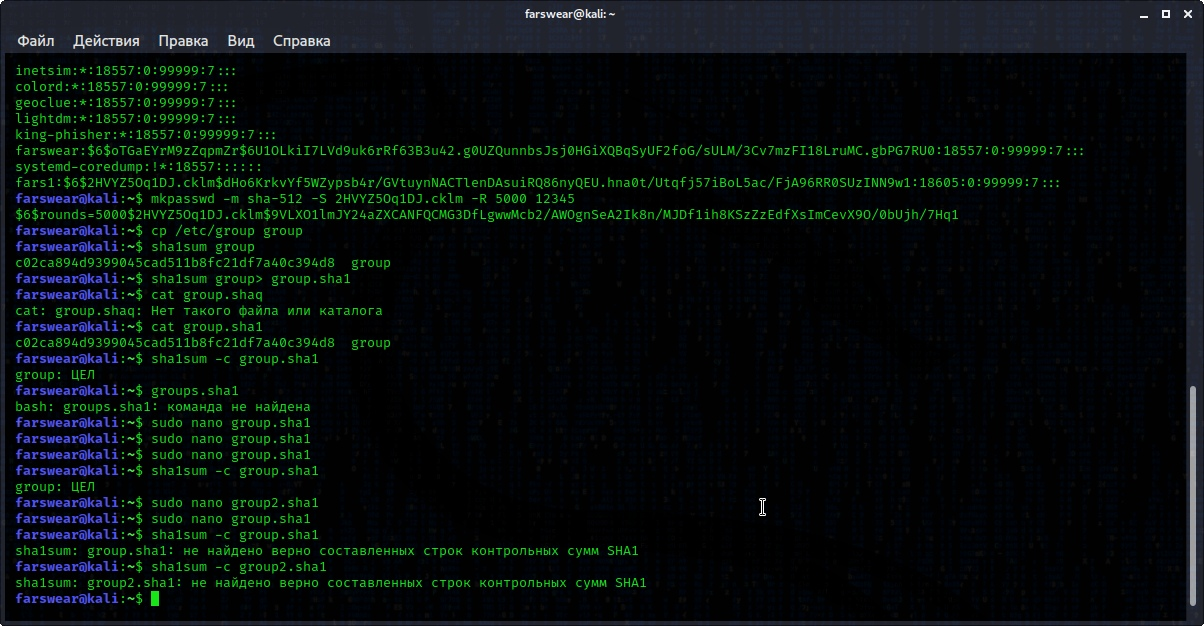 farswear@kali: ~
Файл Действия Правка Вид Справка
inetsim:*:18557:0:99999:7:::
colord:*:18557:0:99999:7:::
geoclue:*:18557:0:99999:7:::
lightdm:*:18557:0:99999:7:::
king-phisher:*:18557:0:99999:7:::
farswear:$6$oTGaEYrM9zZqpmZr$6U1OLkiI7LVd9uk6rRf63B3u42.g0UZQunnbsJsj0HGiXQBqSyUF2foG/sULM/3Cv7mzFI18LruMC.gbPG7RU0:18557:0:99999:7:::
systemd-coredump:!*:18557::::::
fars1:$6$2HVYZ5Oq1DJ.cklm$dHo6KrkvYf5WZypsb4r/GVtuynNACTlenDAsuiRQ86nyQEU.hna0t/Utqfj57iBoL5ac/FjA96RR0SUzINN9w1:18605:0:99999:7:::
farswear@kali:~$ mkpasswd -m sha-512 -S 2HVYZ5Oq1DJ.cklm -R 5000 12345
$6$rounds=5000$2HVYZ5Oq1DJ.cklm$9VLXO1lmJY24aZXCANFQCMG3DfLgwwMcb2/AWOgnSeA2Ik8n/MJDf1ih8KSzZzEdfXsImCevX9O/0bUjh/7Hq1
farswear@kali:~$ cp /etc/group group
farswear@kali:~$ sha1sum group
c02ca894d9399045cad511b8fc21df7a40c394d8  group
farswear@kali:~$ sha1sum group> group.sha1
farswear@kali:~$ cat group.shaq
cat: group.shaq: Нет такого файла или каталога
farswear@kali:~$ cat group.sha1
c02ca894d9399045cad511b8fc21df7a40c394d8  group
farswear@kali:~$ sha1sum -c group.sha1
group: ЦЕЛ
farswear@kali:~$ groups.sha1
bash: groups.sha1: команда не найдена
farswear@kali:~$ sudo nano group.sha1
farswear@kali:~$ sudo nano group.sha1
farswear@kali:~$ sudo nano group.sha1
farswear@kali:~$ sha1sum -c group.sha1
group: ЦЕЛ
farswear@kali:~$ sudo nano group2.sha1
farswear@kali:~$ sudo nano group.sha1
farswear@kali:~$ sha1sum -c group.sha1
sha1sum: group.sha1: не найдено верно составленных строк контрольных сумм SHA1
farswear@kali:~$ sha1sum -c group2.sha1
sha1sum: group2.sha1: не найдено верно составленных строк контрольных сумм SHA1
farswear@kali:~$